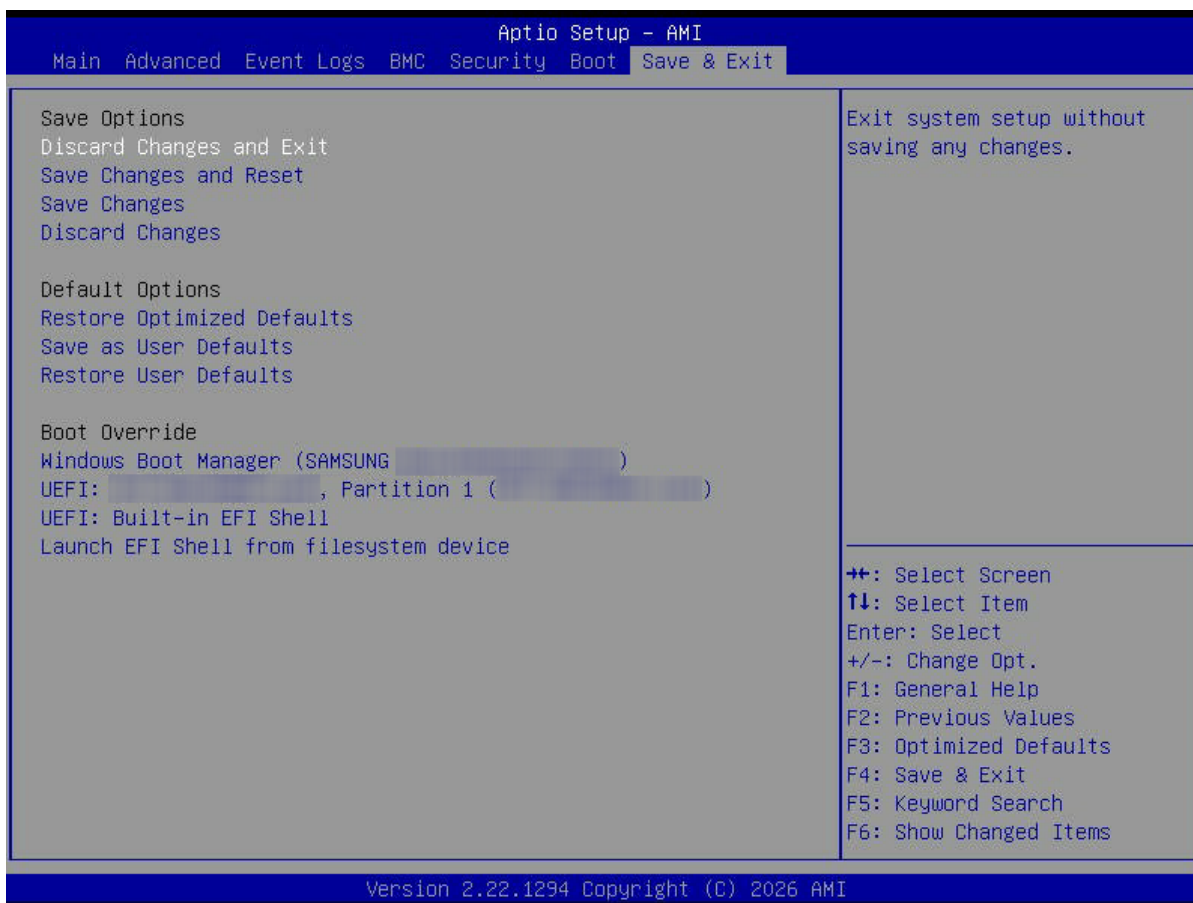 Aptio Setup – AMI
Main Advanced Event Logs BMC Security Boot Save & Exit
Save Options
Discard Changes and Exit
Save Changes and Reset
Save Changes
Discard Changes
Default Options
Restore Optimized Defaults
Save as User Defaults
Restore User Defaults
Boot Override
Windows Boot Manager (SAMSUNG )
UEFI: , Partition 1 ( )
UEFI: Built-in EFI Shell
Launch EFI Shell from filesystem device
Exit system setup without
saving any changes.
→←: Select Screen
↑↓: Select Item
Enter: Select
+/-: Change Opt.
F1: General Help
F2: Previous Values
F3: Optimized Defaults
F4: Save & Exit
F5: Keyword Search
F6: Show Changed Items
Version 2.22.1294 Copyright (C) 2026 AMI